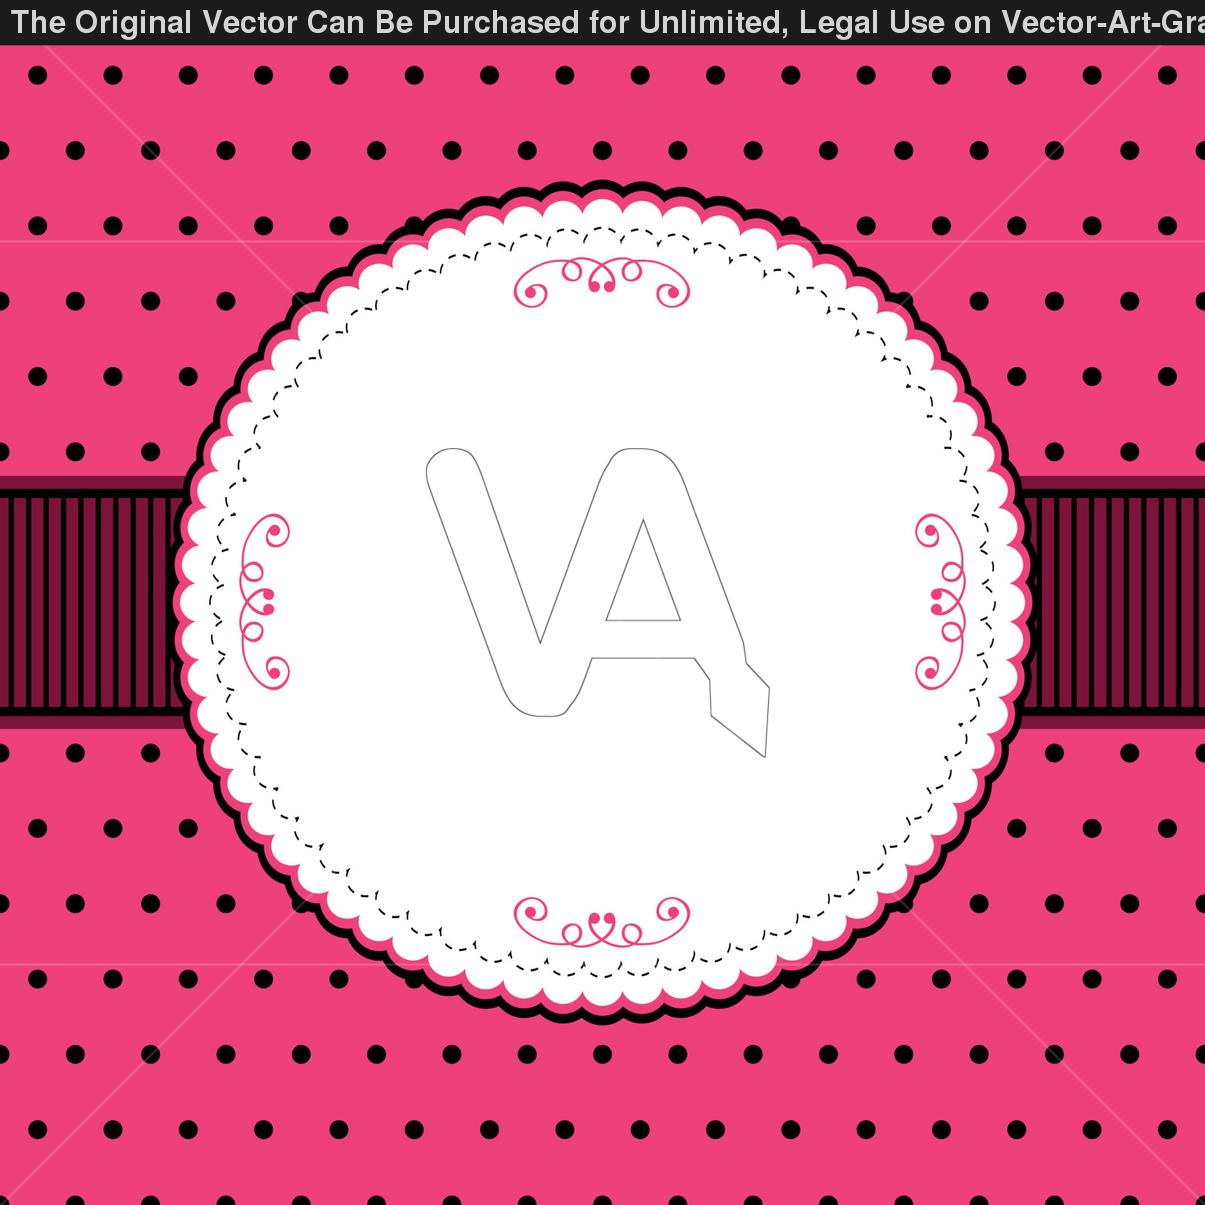 The Original Vector Can Be Purchased for Unlimited, Legal Use on Vector-Art-Gra
VA